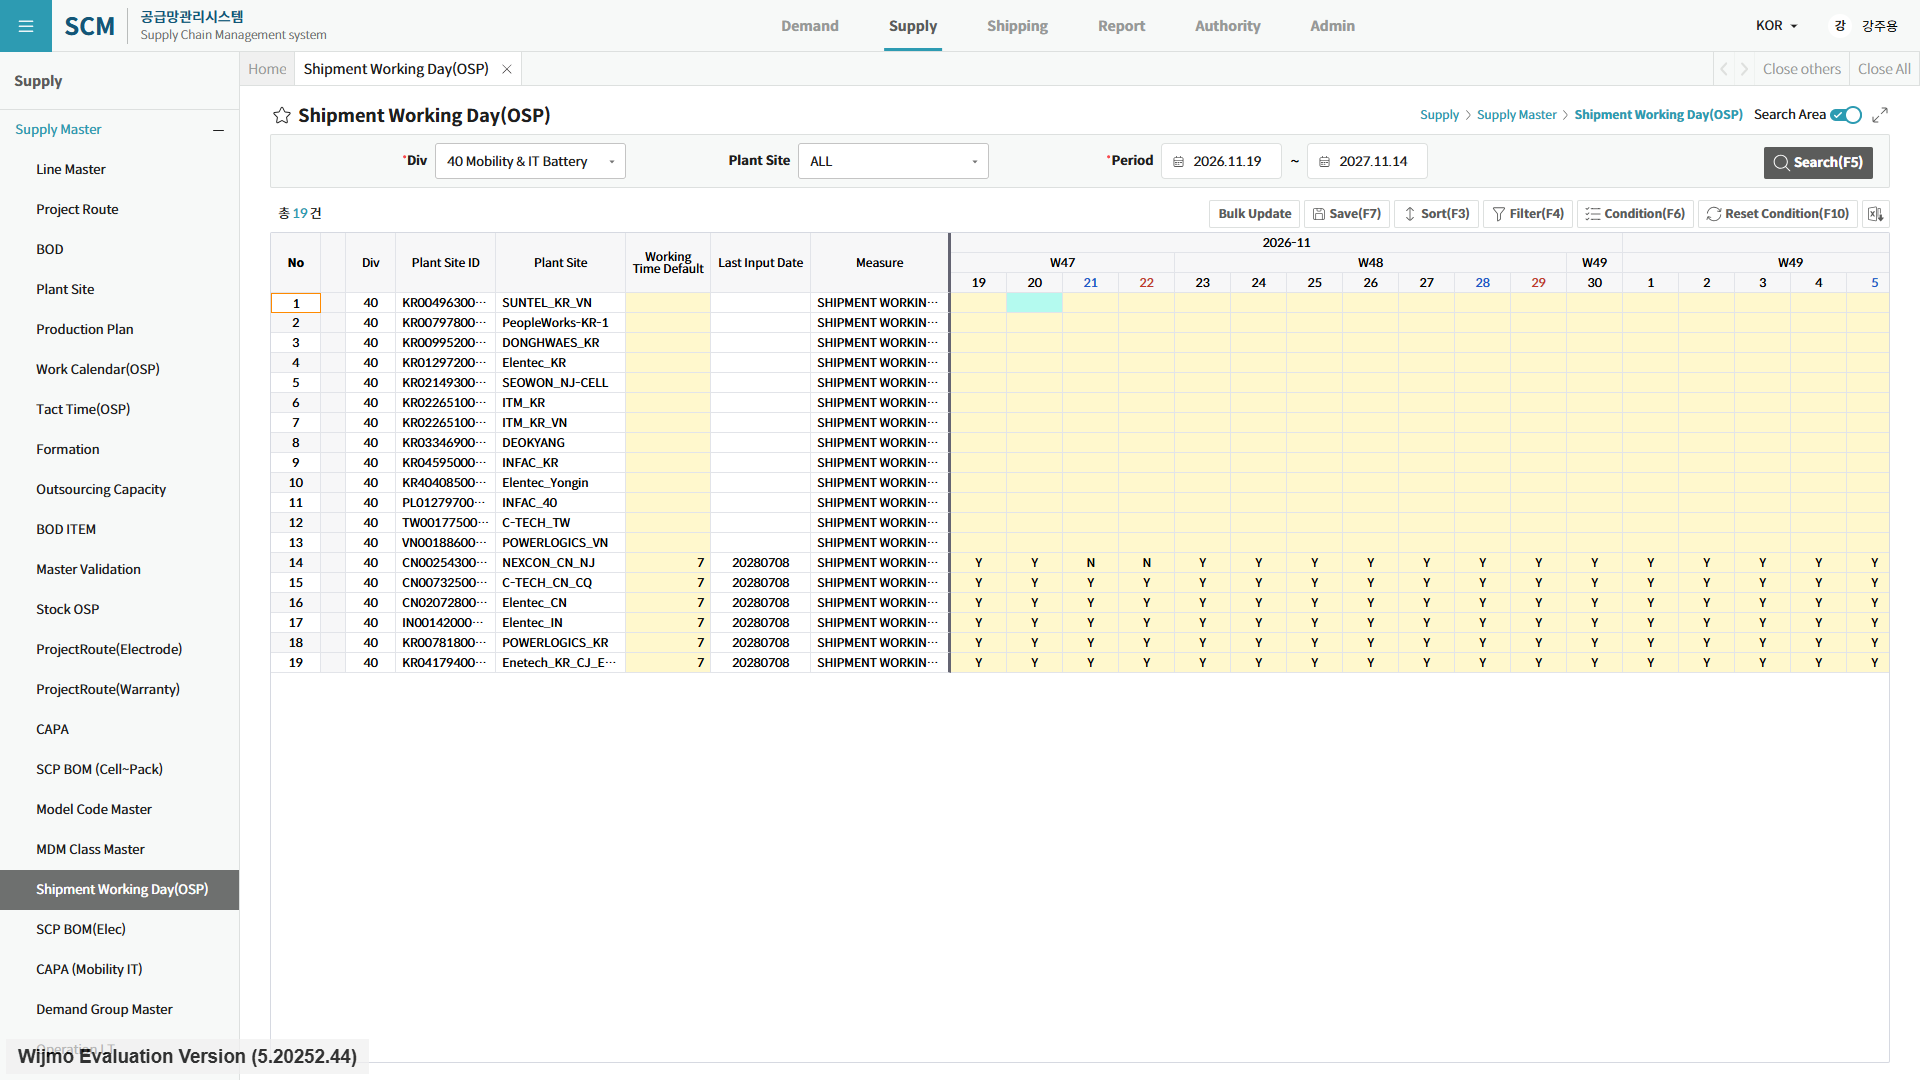 SCM
공급망관리시스템
Supply Chain Management system
Demand
Supply
Shipping
Report
Authority
Admin
KOR
강
강주용
Supply
Home
Shipment Working Day(OSP)
Close others
Close All
Supply Master
Line Master
Project Route
BOD
Plant Site
Production Plan
Work Calendar(OSP)
Tact Time(OSP)
Formation
Outsourcing Capacity
BOD ITEM
Master Validation
Stock OSP
ProjectRoute(Electrode)
ProjectRoute(Warranty)
CAPA
SCP BOM (Cell~Pack)
Model Code Master
MDM Class Master
Shipment Working Day(OSP)
SCP BOM(Elec)
CAPA (Mobility IT)
Demand Group Master
Wijmo Evaluation Version (5.20252.44)
Shipment Working Day(OSP)
Supply > Supply Master > Shipment Working Day(OSP)
Search Area
*Div 40 Mobility & IT Battery
Plant Site ALL
*Period 2026.11.19 ~ 2027.11.14
Search(F5)
총 19 건
Bulk Update
Save(F7)
Sort(F3)
Filter(F4)
Condition(F6)
Reset Condition(F10)
No Div Plant Site ID Plant Site Working Time Default Last Input Date Measure
2026-11
W47 W48 W49 W49
19 20 21 22 23 24 25 26 27 28 29 30 1 2 3 4 5
1 40 KR00496300··· SUNTEL_KR_VN SHIPMENT WORKIN···
2 40 KR00797800··· PeopleWorks-KR-1 SHIPMENT WORKIN···
3 40 KR00995200··· DONGHWAES_KR SHIPMENT WORKIN···
4 40 KR01297200··· Elentec_KR SHIPMENT WORKIN···
5 40 KR02149300··· SEOWON_NJ-CELL SHIPMENT WORKIN···
6 40 KR02265100··· ITM_KR SHIPMENT WORKIN···
7 40 KR02265100··· ITM_KR_VN SHIPMENT WORKIN···
8 40 KR03346900··· DEOKYANG SHIPMENT WORKIN···
9 40 KR04595000··· INFAC_KR SHIPMENT WORKIN···
10 40 KR40408500··· Elentec_Yongin SHIPMENT WORKIN···
11 40 PL01279700··· INFAC_40 SHIPMENT WORKIN···
12 40 TW00177500··· C-TECH_TW SHIPMENT WORKIN···
13 40 VN00188600··· POWERLOGICS_VN SHIPMENT WORKIN···
14 40 CN00254300··· NEXCON_CN_NJ 7 20280708 SHIPMENT WORKIN··· Y Y N N Y Y Y Y Y Y Y Y Y Y Y Y Y
15 40 CN00732500··· C-TECH_CN_CQ 7 20280708 SHIPMENT WORKIN··· Y Y Y Y Y Y Y Y Y Y Y Y Y Y Y Y Y
16 40 CN02072800··· Elentec_CN 7 20280708 SHIPMENT WORKIN··· Y Y Y Y Y Y Y Y Y Y Y Y Y Y Y Y Y
17 40 IN00142000··· Elentec_IN 7 20280708 SHIPMENT WORKIN··· Y Y Y Y Y Y Y Y Y Y Y Y Y Y Y Y Y
18 40 KR00781800··· POWERLOGICS_KR 7 20280708 SHIPMENT WORKIN··· Y Y Y Y Y Y Y Y Y Y Y Y Y Y Y Y Y
19 40 KR04179400··· Enetech_KR_CJ_E··· 7 20280708 SHIPMENT WORKIN··· Y Y Y Y Y Y Y Y Y Y Y Y Y Y Y Y Y